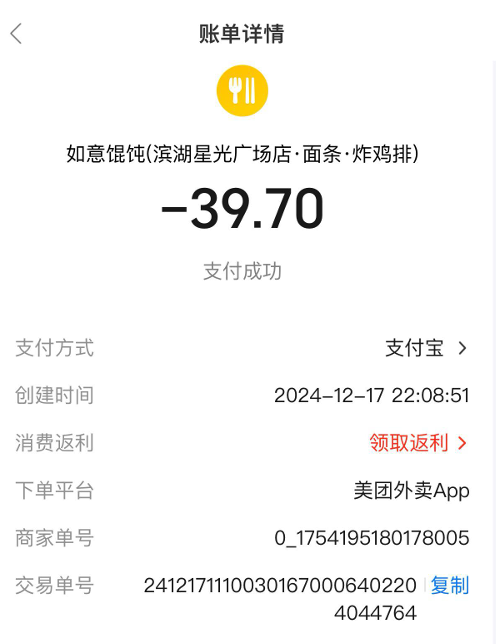 账单详情
如意馄饨(滨湖星光广场店·面条·炸鸡排)
-39.70
支付成功
支付方式 支付宝
创建时间 2024-12-17 22:08:51
消费返利 领取返利
下单平台 美团外卖App
商家单号 0_1754195180178005
交易单号 2412171110030167000640220 复制
4044764